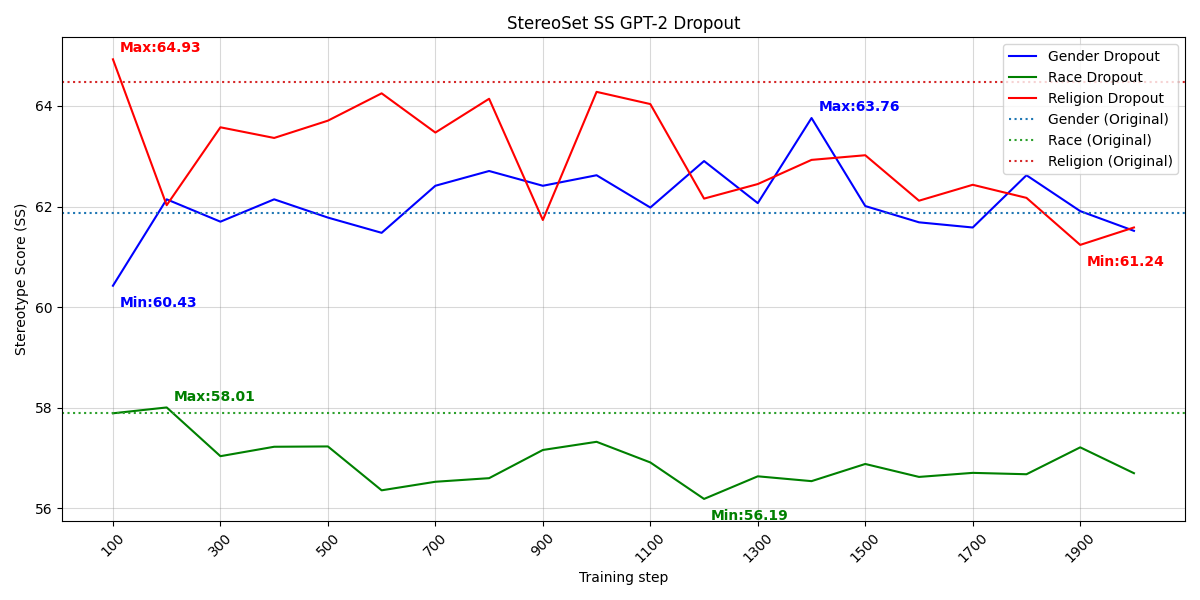 StereoSet SS GPT-2 Dropout
Max:64.93
Gender Dropout
Race Dropout
Religion Dropout
Gender (Original)
Race (Original)
Religion (Original)
Max:63.76
Min:61.24
Min:60.43
Max:58.01
Min:56.19
Stereotype Score (SS)
64
62
60
58
56
100
300
500
700
900
1100
1300
1500
1700
1900
Training step